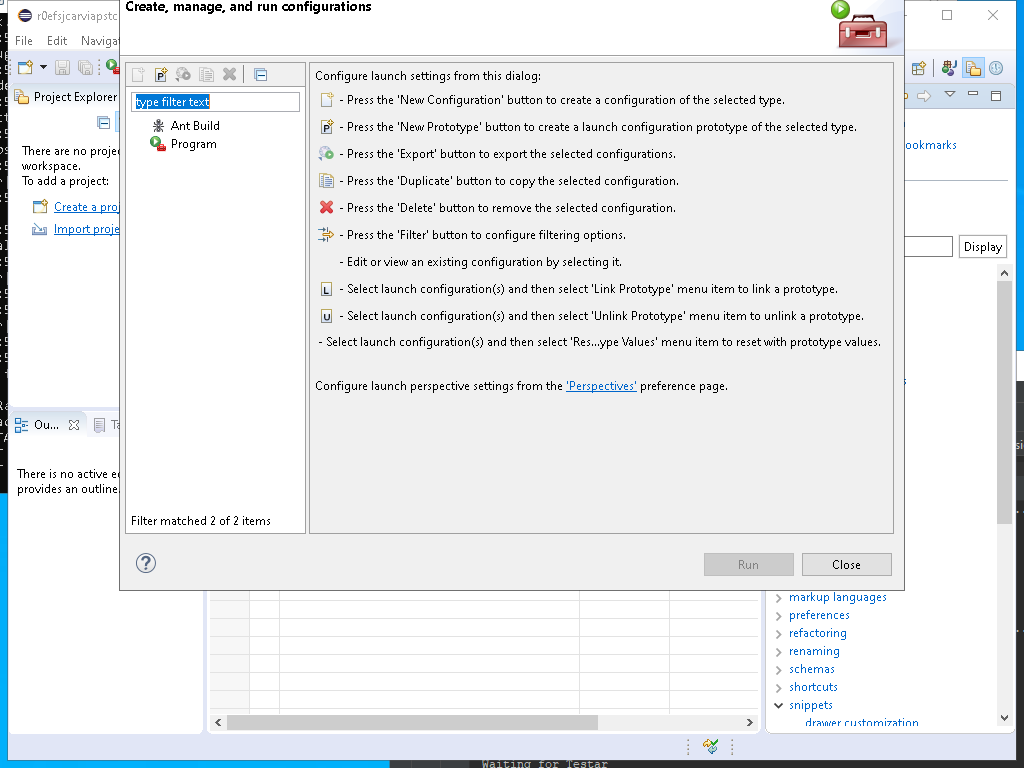 r0efsjcarviapstc
File Edit Navigat
Project Explorer
There are no proje
workspace.
To add a project:
Create a proj
Import proje
Ou...
Ta
There is no active e
provides an outline.
Create, manage, and run configurations
type filter text
Ant Build
Program
Filter matched 2 of 2 items
Configure launch settings from this dialog:
- Press the 'New Configuration' button to create a configuration of the selected type.
- Press the 'New Prototype' button to create a launch configuration prototype of the selected type.
- Press the 'Export' button to export the selected configurations.
- Press the 'Duplicate' button to copy the selected configuration.
- Press the 'Delete' button to remove the selected configuration.
- Press the 'Filter' button to configure filtering options.
- Edit or view an existing configuration by selecting it.
L - Select launch configuration(s) and then select 'Link Prototype' menu item to link a prototype.
U - Select launch configuration(s) and then select 'Unlink Prototype' menu item to unlink a prototype.
- Select launch configuration(s) and then select 'Res...ype Values' menu item to reset with prototype values.
Configure launch perspective settings from the 'Perspectives' preference page.
Run
Close
ookmarks
Display
markup languages
preferences
refactoring
renaming
schemas
shortcuts
snippets
drawer customization
Waiting for Testar